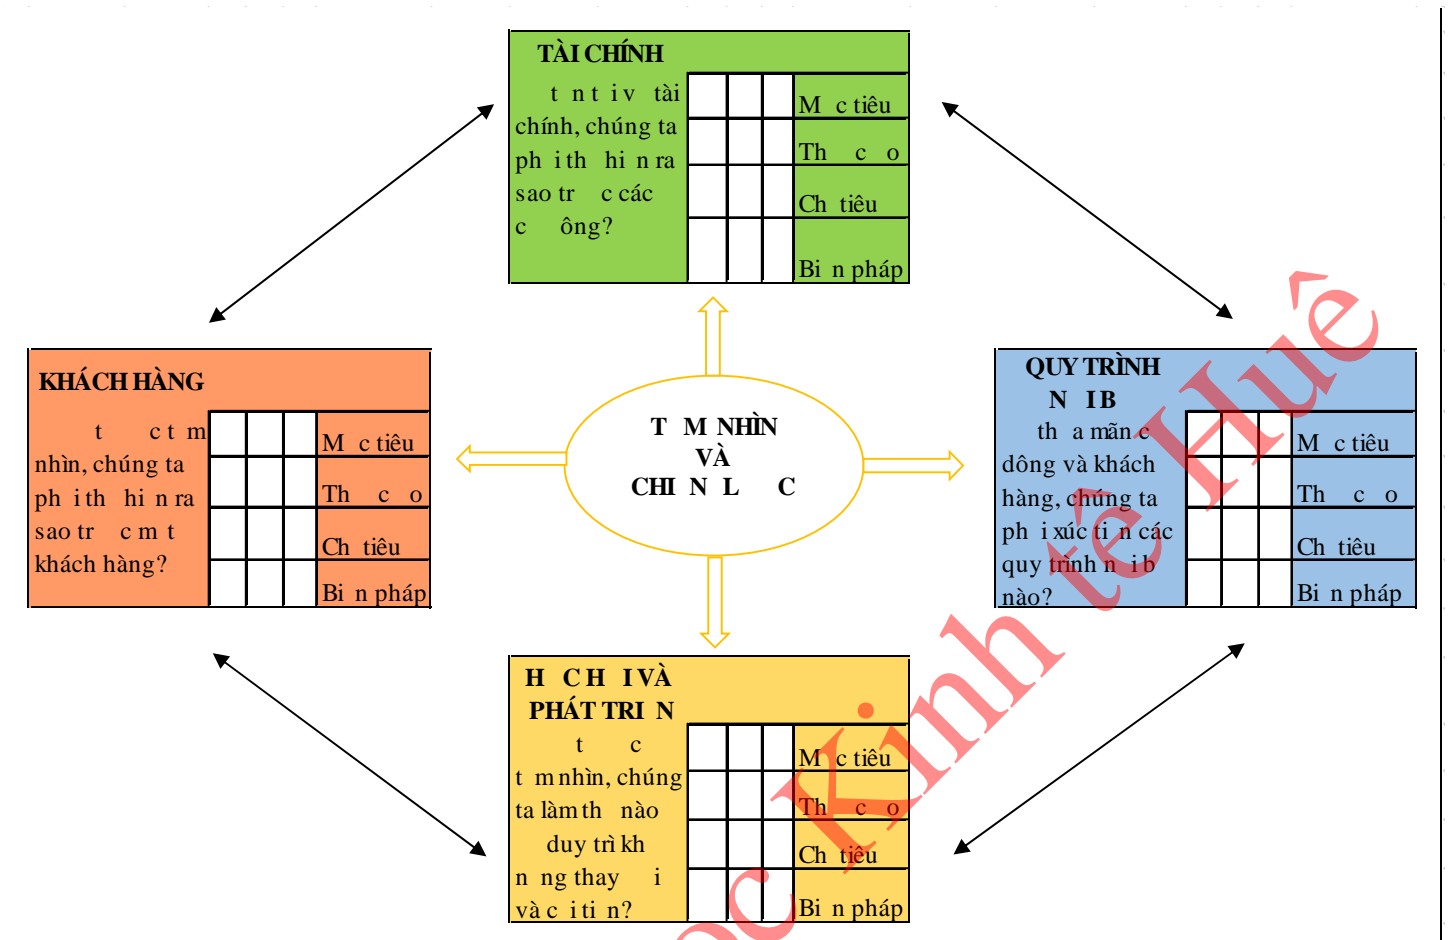 TÀI CHÍNH
t n t i v tài
chính, chúng ta
ph i th hi n ra
sao tr c các
c ông?
M c tiêu
Th c o
Ch tiêu
Bi n pháp
KHÁCH HÀNG
t c t m
nhìn, chúng ta
ph i th hi n ra
sao tr c m t
khách hàng?
M c tiêu
Th c o
Ch tiêu
Bi n pháp
T M NHÌN
VÀ
CHI N L C
QUY TRÌNH
N I B
th a mãn c
dông và khách
hàng, chúng ta
ph i xúc ti n các
quy trình n i b
nào?
M c tiêu
Th c o
Ch tiêu
Bi n pháp
H C H I VÀ
PHÁT TRI N
t c
t m nhìn, chúng
ta làm th nào
duy trì kh
n ng thay i
và c i ti n?
M c tiêu
Th c o
Ch tiêu
Bi n pháp
ọc Kinh tế Huế